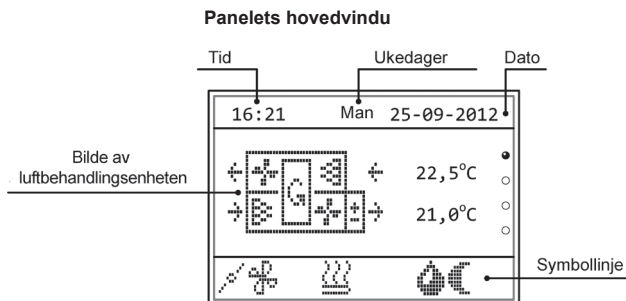 Panelets hovedvindu
Tid
Ukedager
Dato
16:21 Man 25-09-2012
Bilde av
luftbehandlingsenheten
22,5°C
G
21,0°C
Symbollinje